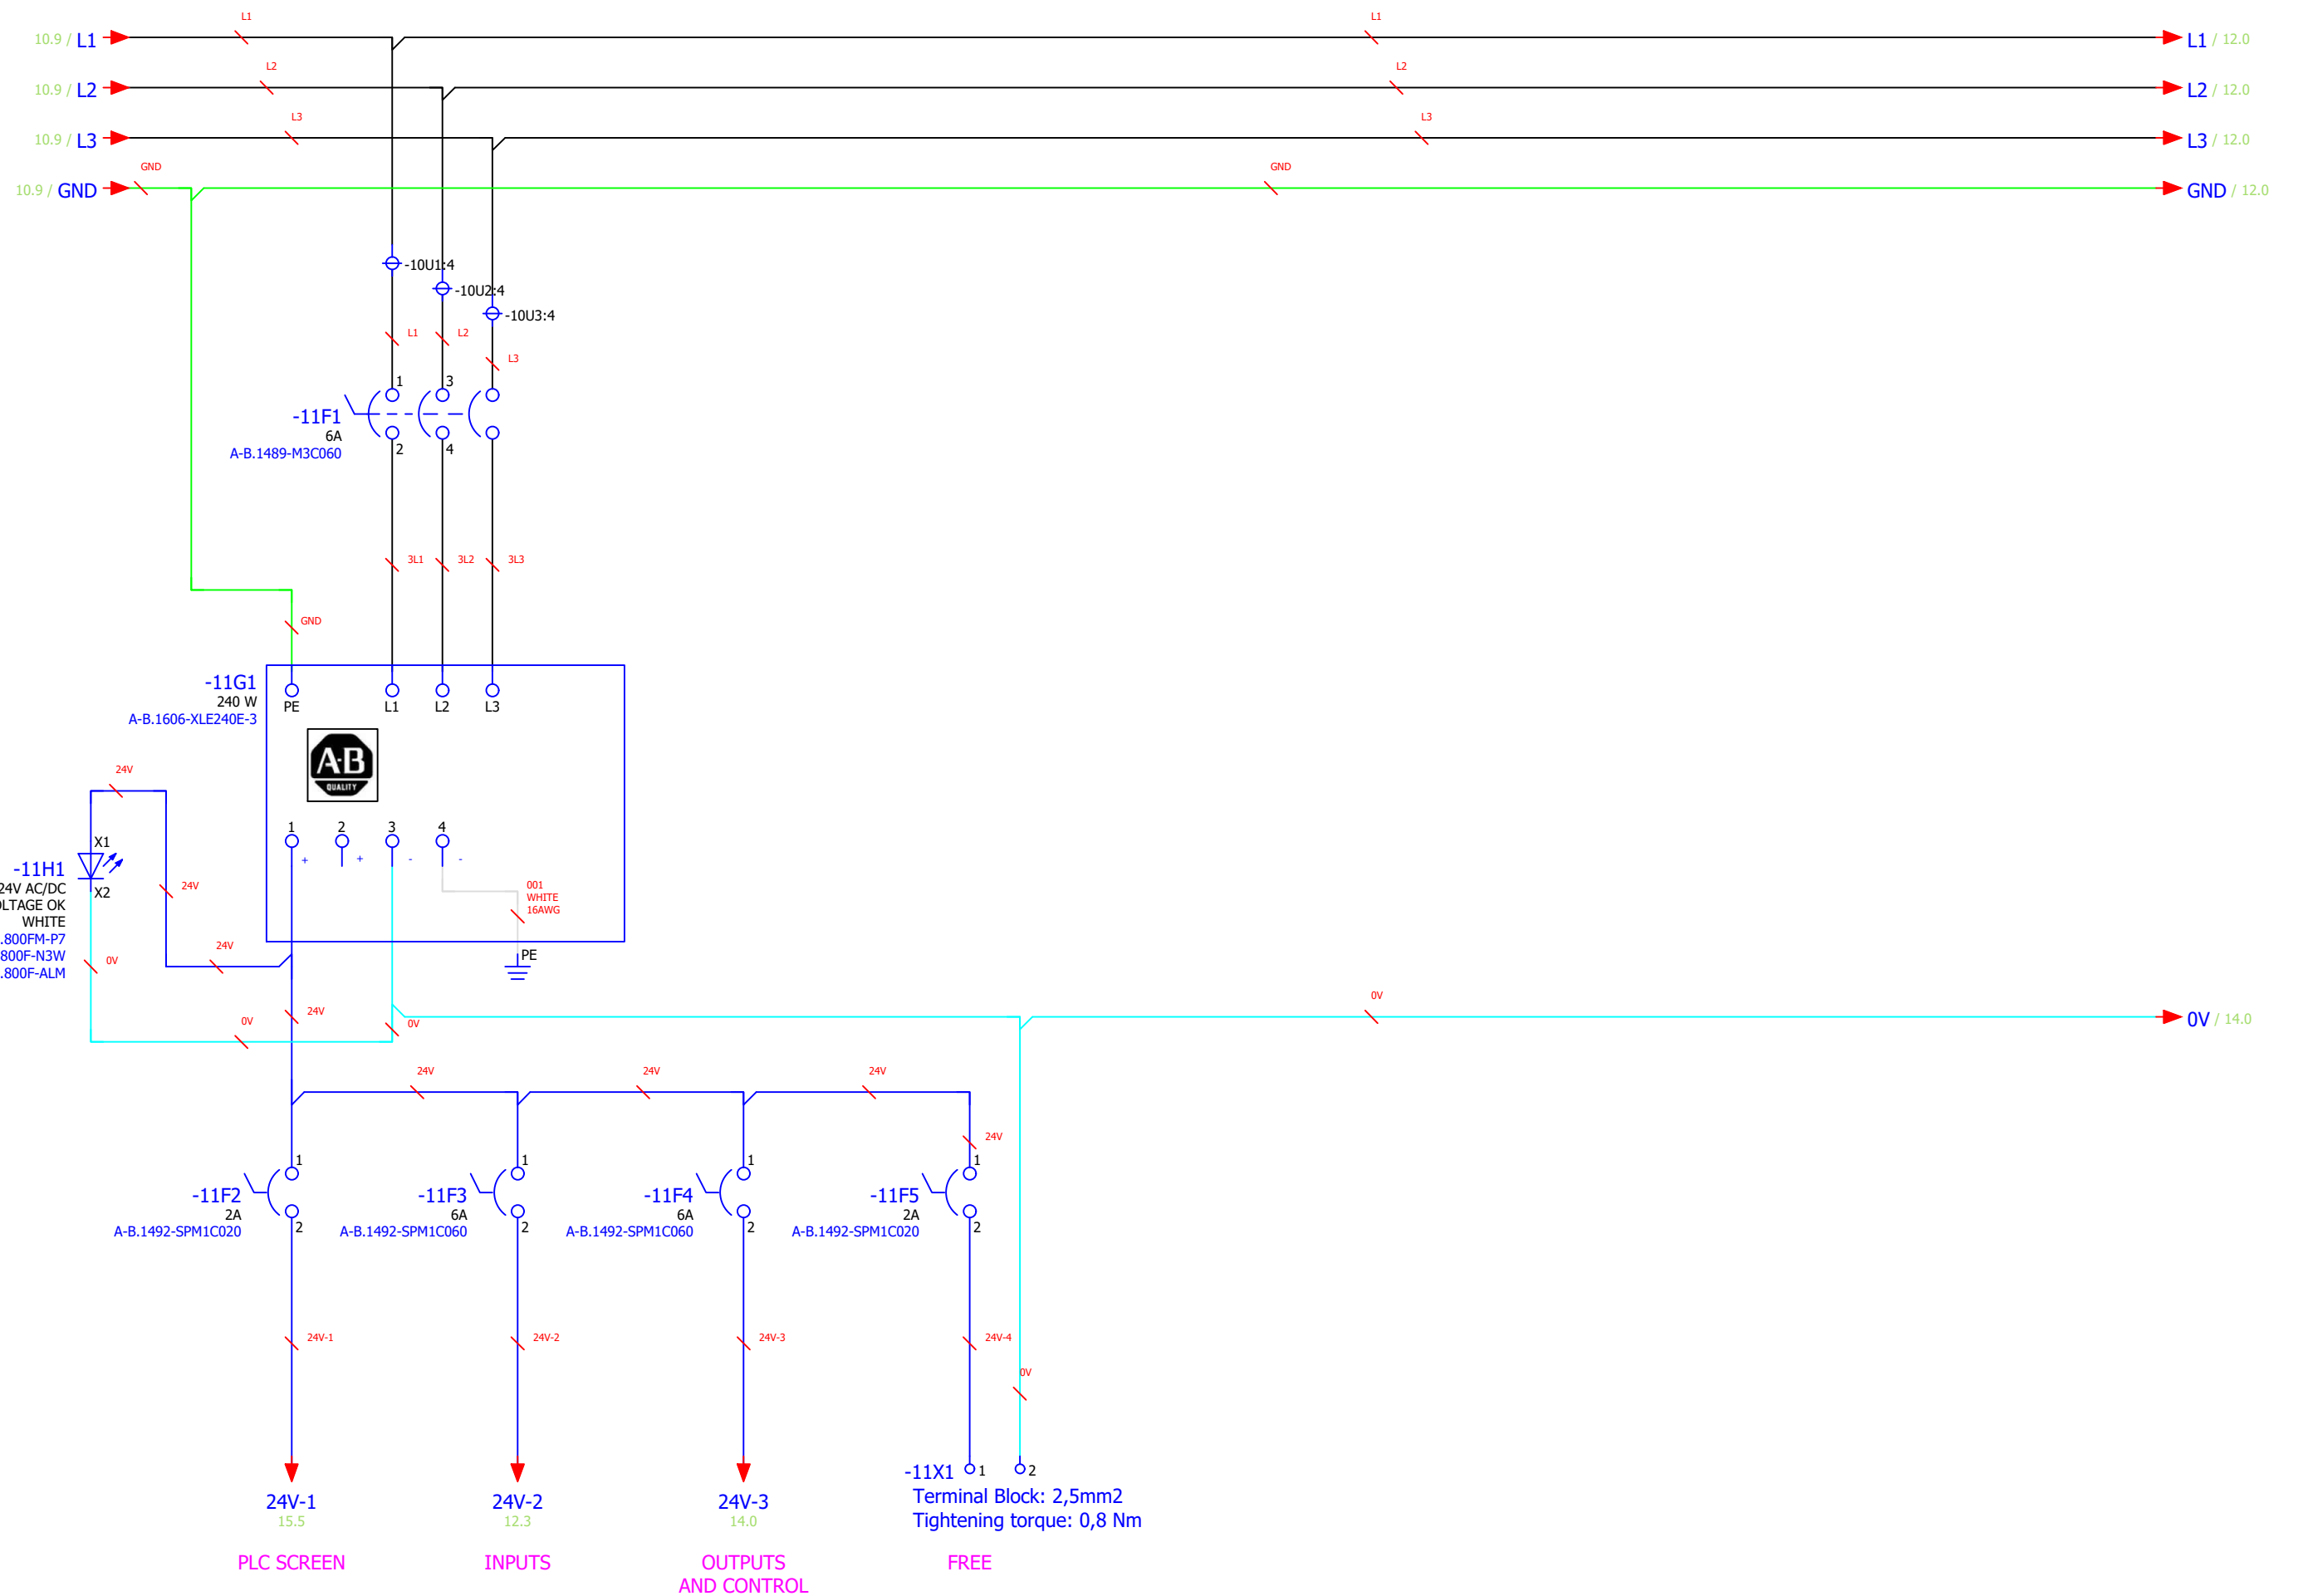 L1
L1
10.9 / L1
L1 / 12.0
L2
L2
10.9 / L2
L2 / 12.0
L3
L3
10.9 / L3
L3 / 12.0
GND
GND
10.9 / GND
GND / 12.0
-10U1:4
-10U2:4
-10U3:4
L1
L2
L3
1
3
-11F1
6A
A-B.1489-M3C060
2
4
3L1
3L2
3L3
GND
-11G1
240 W
A-B.1606-XLE240E-3
PE
L1
L2
L3
A-B
QUALITY
24V
1
2
3
4
+
+
-
-
X1
-11H1
24V AC/DC
OLTAGE OK
WHITE
.800FM-P7
800F-N3W
.800F-ALM
X2
24V
001
WHITE
16AWG
24V
0V
PE
24V
0V
0V
0V
0V / 14.0
24V
24V
24V
24V
1
-11F2
2A
A-B.1492-SPM1C020
2
1
-11F3
6A
A-B.1492-SPM1C060
2
1
-11F4
6A
A-B.1492-SPM1C060
2
1
-11F5
2A
A-B.1492-SPM1C020
2
24V-1
24V-2
24V-3
24V-4
0V
-11X1
1
2
Terminal Block: 2,5mm2
Tightening torque: 0,8 Nm
24V-1
15.5
24V-2
12.3
24V-3
14.0
PLC SCREEN
INPUTS
OUTPUTS
AND CONTROL
FREE